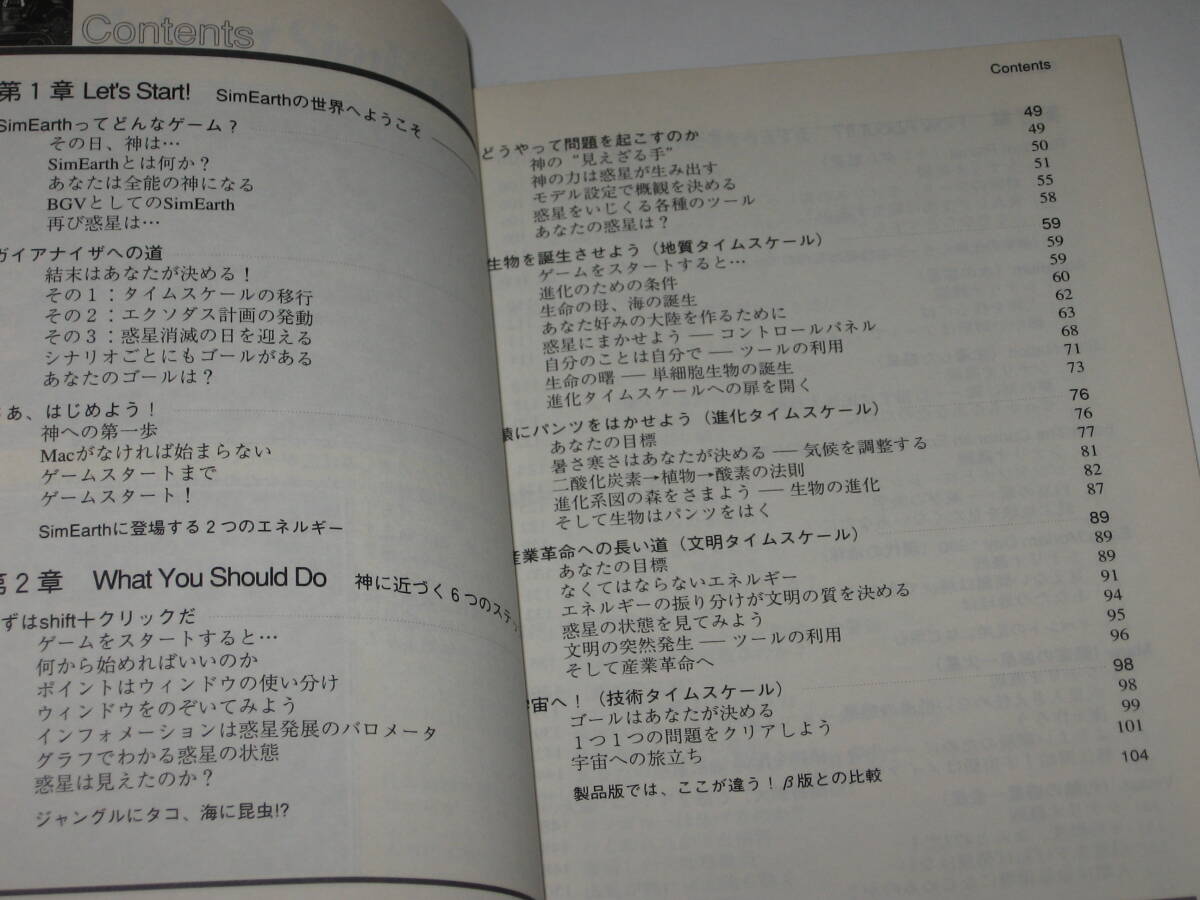 Contents
第1章 Let's Start! SimEarthの世界へようこそ
SimEarthってどんなゲーム?
その日、神は…
SimEarthとは何か?
あなたは全能の神になる
BGVとしてのSimEarth
再び惑星は…
ガイアナイザへの道
結末はあなたが決める!
その1:タイムスケールの移行
その2:エクソダス計画の発動
その3:惑星消滅の日を迎える
シナリオごとにもゴールがある
あなたのゴールは?
さあ、はじめよう!
神への第一歩
Macがなければ始まらない
ゲームスタートまで
ゲームスタート!
SimEarthに登場する2つのエネルギー
第2章 What You Should Do 神に近づく6つのステッ
ずはshift+クリックだ
ゲームをスタートすると…
何から始めればいいのか
ポイントはウィンドウの使い分け
ウィンドウをのぞいてみよう
インフォメーションは惑星発展のバロメータ
グラフでわかる惑星の状態
惑星は見えたのか?
ジャングルにタコ、海に昆虫!?
Contents
どうやって問題を起こすのか 49
神の“見えざる手” 49
神の力は惑星が生み出す 50
モデル設定で概観を決める 51
惑星をいじくる各種のツール 55
あなたの惑星は? 58
生物を誕生させよう(地質タイムスケール) 59
ゲームをスタートすると… 59
進化のための条件 59
生命の母、海の誕生 60
あなた好みの大陸を作るために 62
惑星にまかせよう ── コントロールパネル 63
自分のことは自分で ── ツールの利用 68
生命の曙 ── 単細胞生物の誕生 71
進化タイムスケールへの扉を開く 73
猿にパンツをはかせよう(進化タイムスケール) 76
あなたの目標 76
暑さ寒さはあなたが決める ── 気候を調整する 77
二酸化炭素→植物→酸素の法則 81
進化系図の森をさまよう ── 生物の進化 82
そして生物はパンツをはく 87
産業革命への長い道(文明タイムスケール) 89
あなたの目標 89
なくてはならないエネルギー 89
エネルギーの振り分けが文明の質を決める 91
惑星の状態を見てみよう 94
文明の突然発生 ── ツールの利用 95
そして産業革命へ 96
宇宙へ!(技術タイムスケール) 98
ゴールはあなたが決める 98
1つ1つの問題をクリアしよう 99
宇宙への旅立ち 101
製品版では、ここが違う!β版との比較 104